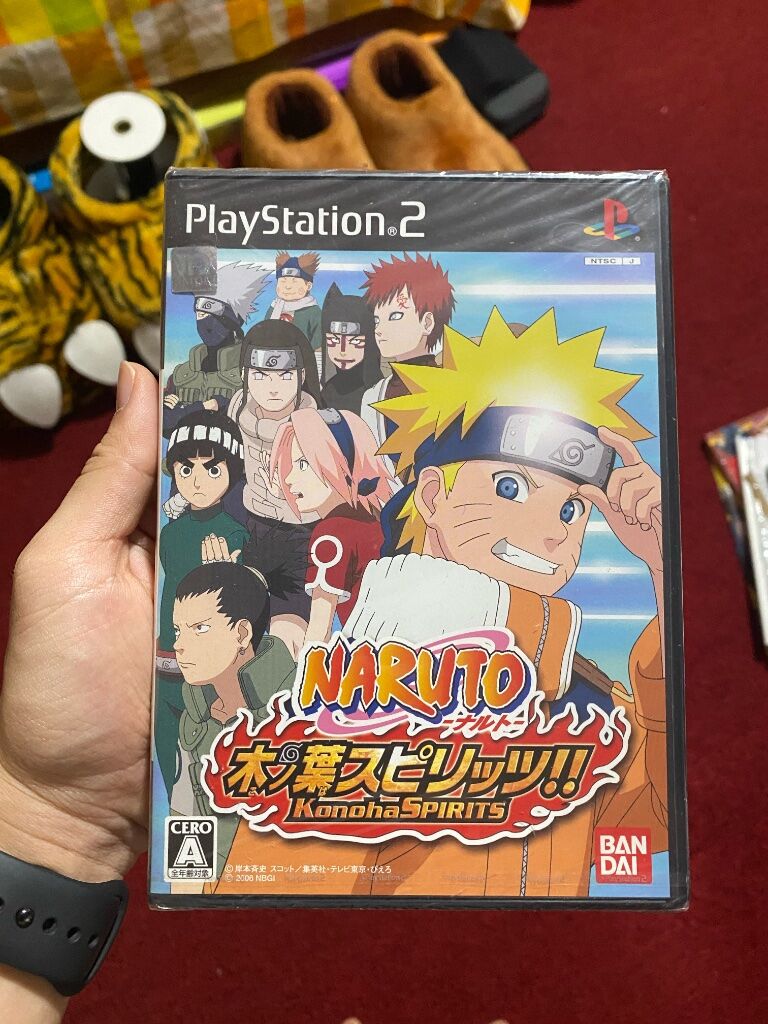 PlayStation®2
NTSC J
NARUTO
-ナルト-
木ノ葉スピリッツ!!
KonohaSPIRITS
CERO
A
全年齢対象
© 岸本斉史 スコット／集英社・テレビ東京・ぴえろ
© 2006 NBGI
BAN
DAI